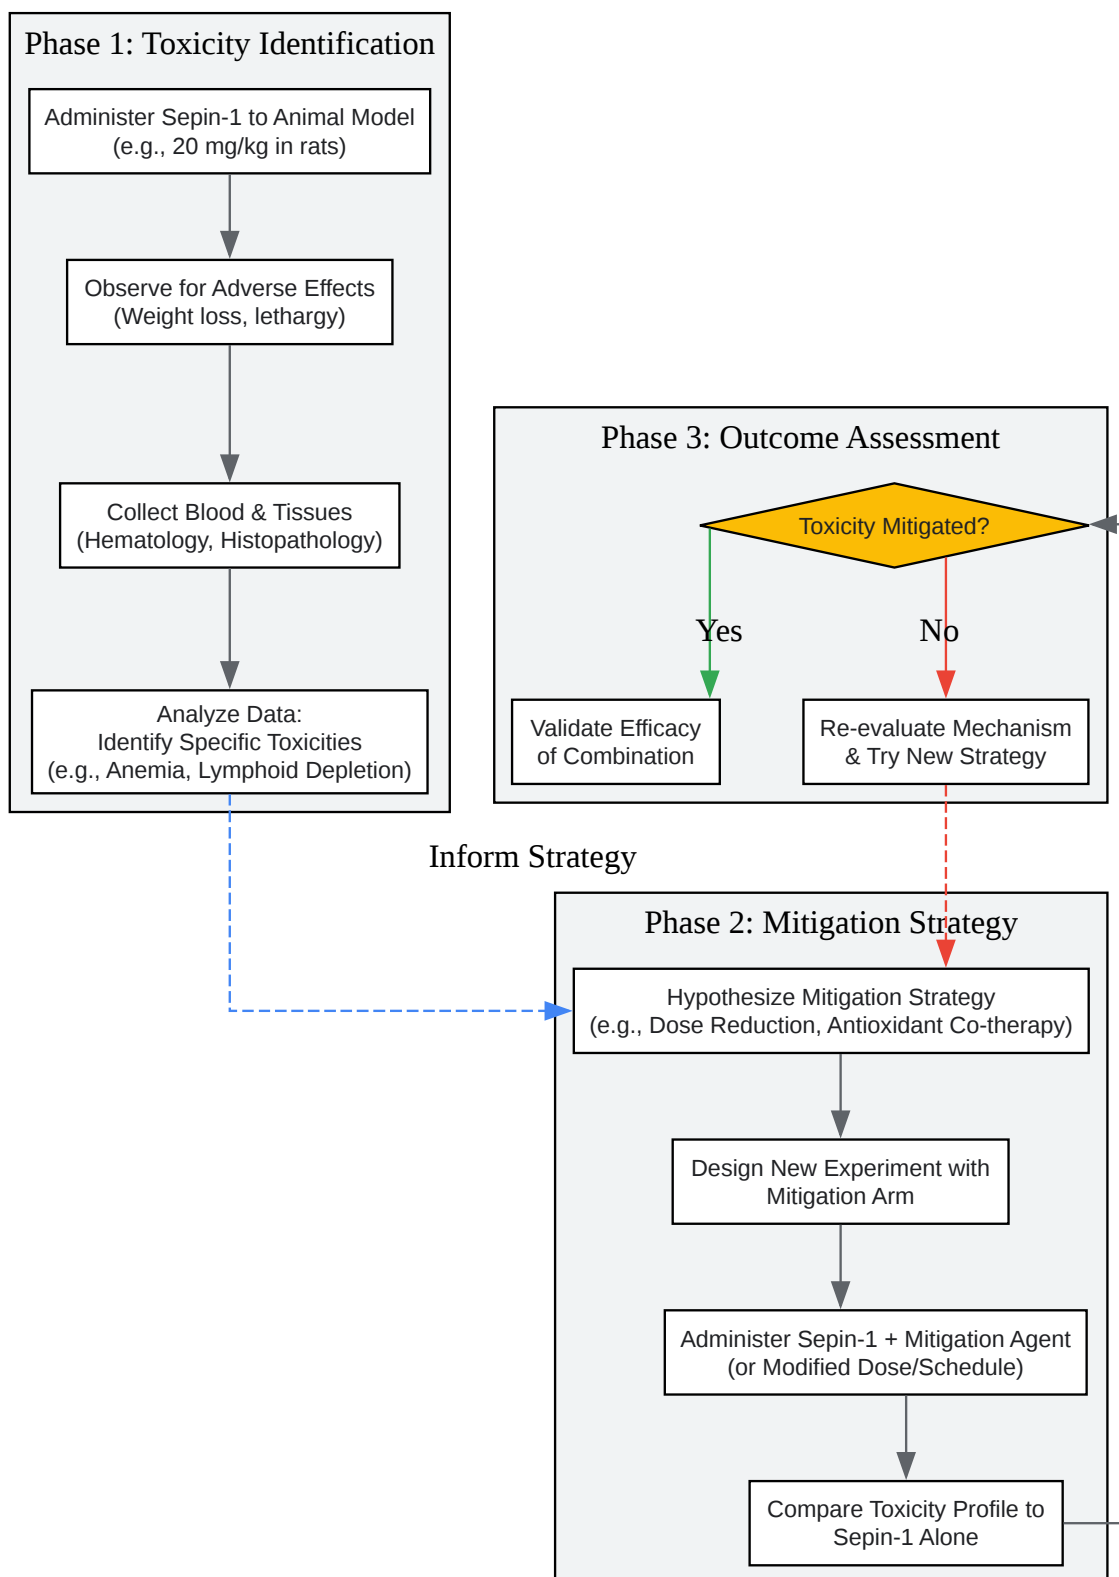 Phase 1: Toxicity Identification
Administer Sepin-1 to Animal Model
(e.g., 20 mg/kg in rats)
Observe for Adverse Effects
(Weight loss, lethargy)
Collect Blood & Tissues
(Hematology, Histopathology)
Analyze Data:
Identify Specific Toxicities
(e.g., Anemia, Lymphoid Depletion)
Inform Strategy
Phase 3: Outcome Assessment
Toxicity Mitigated?
Yes
No
Validate Efficacy
of Combination
Re-evaluate Mechanism
& Try New Strategy
Phase 2: Mitigation Strategy
Hypothesize Mitigation Strategy
(e.g., Dose Reduction, Antioxidant Co-therapy)
Design New Experiment with
Mitigation Arm
Administer Sepin-1 + Mitigation Agent
(or Modified Dose/Schedule)
Compare Toxicity Profile to
Sepin-1 Alone